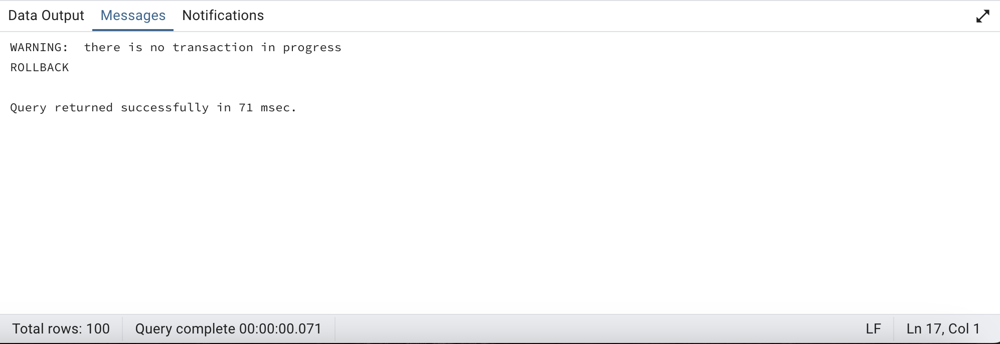 Data Output Messages Notifications
WARNING:  there is no transaction in progress
ROLLBACK
Query returned successfully in 71 msec.
Total rows: 100 Query complete 00:00:00.071 LF Ln 17, Col 1